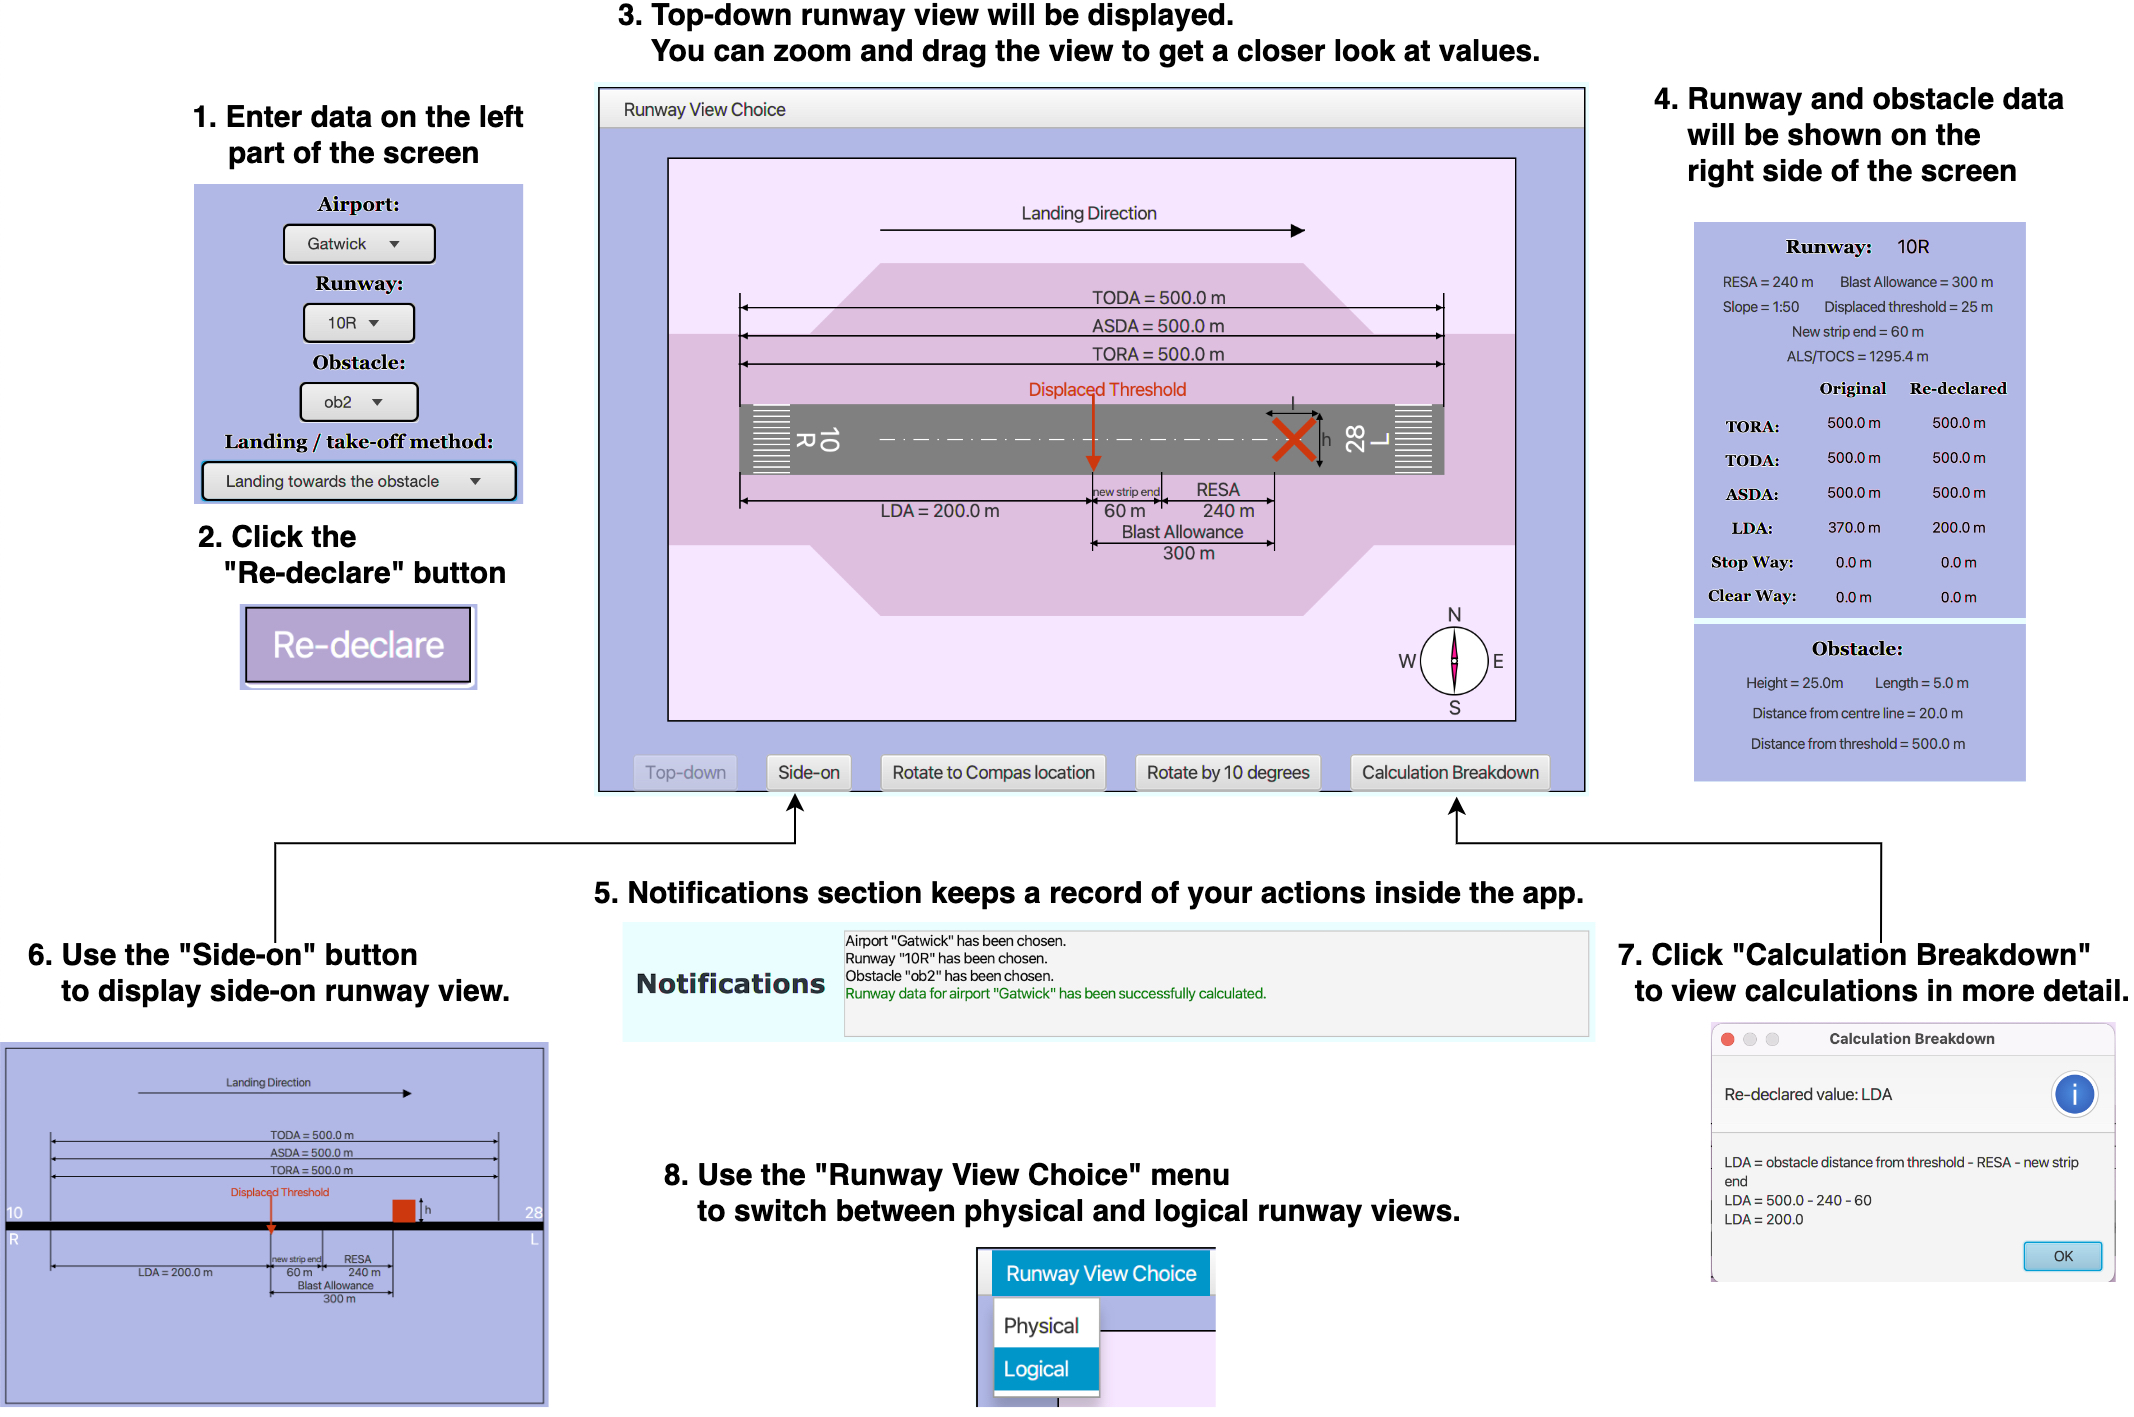 3. Top-down runway view will be displayed.
You can zoom and drag the view to get a closer look at values.
1. Enter data on the left
part of the screen
Airport:
Gatwick
Runway:
10R
Obstacle:
ob2
Landing / take-off method:
Landing towards the obstacle
2. Click the
"Re-declare" button
Re-declare
Runway View Choice
Landing Direction
TODA = 500.0 m
ASDA = 500.0 m
TORA = 500.0 m
Displaced Threshold
10
R
l
h
28
L
new strip end
RESA
LDA = 200.0 m
60 m
240 m
Blast Allowance
300 m
N
W
E
S
Top-down
Side-on
Rotate to Compas location
Rotate by 10 degrees
Calculation Breakdown
4. Runway and obstacle data
will be shown on the
right side of the screen
Runway: 10R
RESA = 240 m Blast Allowance = 300 m
Slope = 1:50 Displaced threshold = 25 m
New strip end = 60 m
ALS/TOCS = 1295.4 m
Original Re-declared
TORA: 500.0 m 500.0 m
TODA: 500.0 m 500.0 m
ASDA: 500.0 m 500.0 m
LDA: 370.0 m 200.0 m
Stop Way: 0.0 m 0.0 m
Clear Way: 0.0 m 0.0 m
Obstacle:
Height = 25.0m Length = 5.0 m
Distance from centre line = 20.0 m
Distance from threshold = 500.0 m
5. Notifications section keeps a record of your actions inside the app.
Notifications
Airport "Gatwick" has been chosen.
Runway "10R" has been chosen.
Obstacle "ob2" has been chosen.
Runway data for airport "Gatwick" has been successfully calculated.
6. Use the "Side-on" button
to display side-on runway view.
Landing Direction
TODA = 500.0 m
ASDA = 500.0 m
TORA = 500.0 m
Displaced Threshold
10
R
h
28
L
new strip end
RESA
LDA = 200.0 m
60 m
240 m
Blast Allowance
300 m
7. Click "Calculation Breakdown"
to view calculations in more detail.
Calculation Breakdown
Re-declared value: LDA
i
LDA = obstacle distance from threshold - RESA - new strip
end
LDA = 500.0 - 240 - 60
LDA = 200.0
OK
8. Use the "Runway View Choice" menu
to switch between physical and logical runway views.
Runway View Choice
Physical
Logical